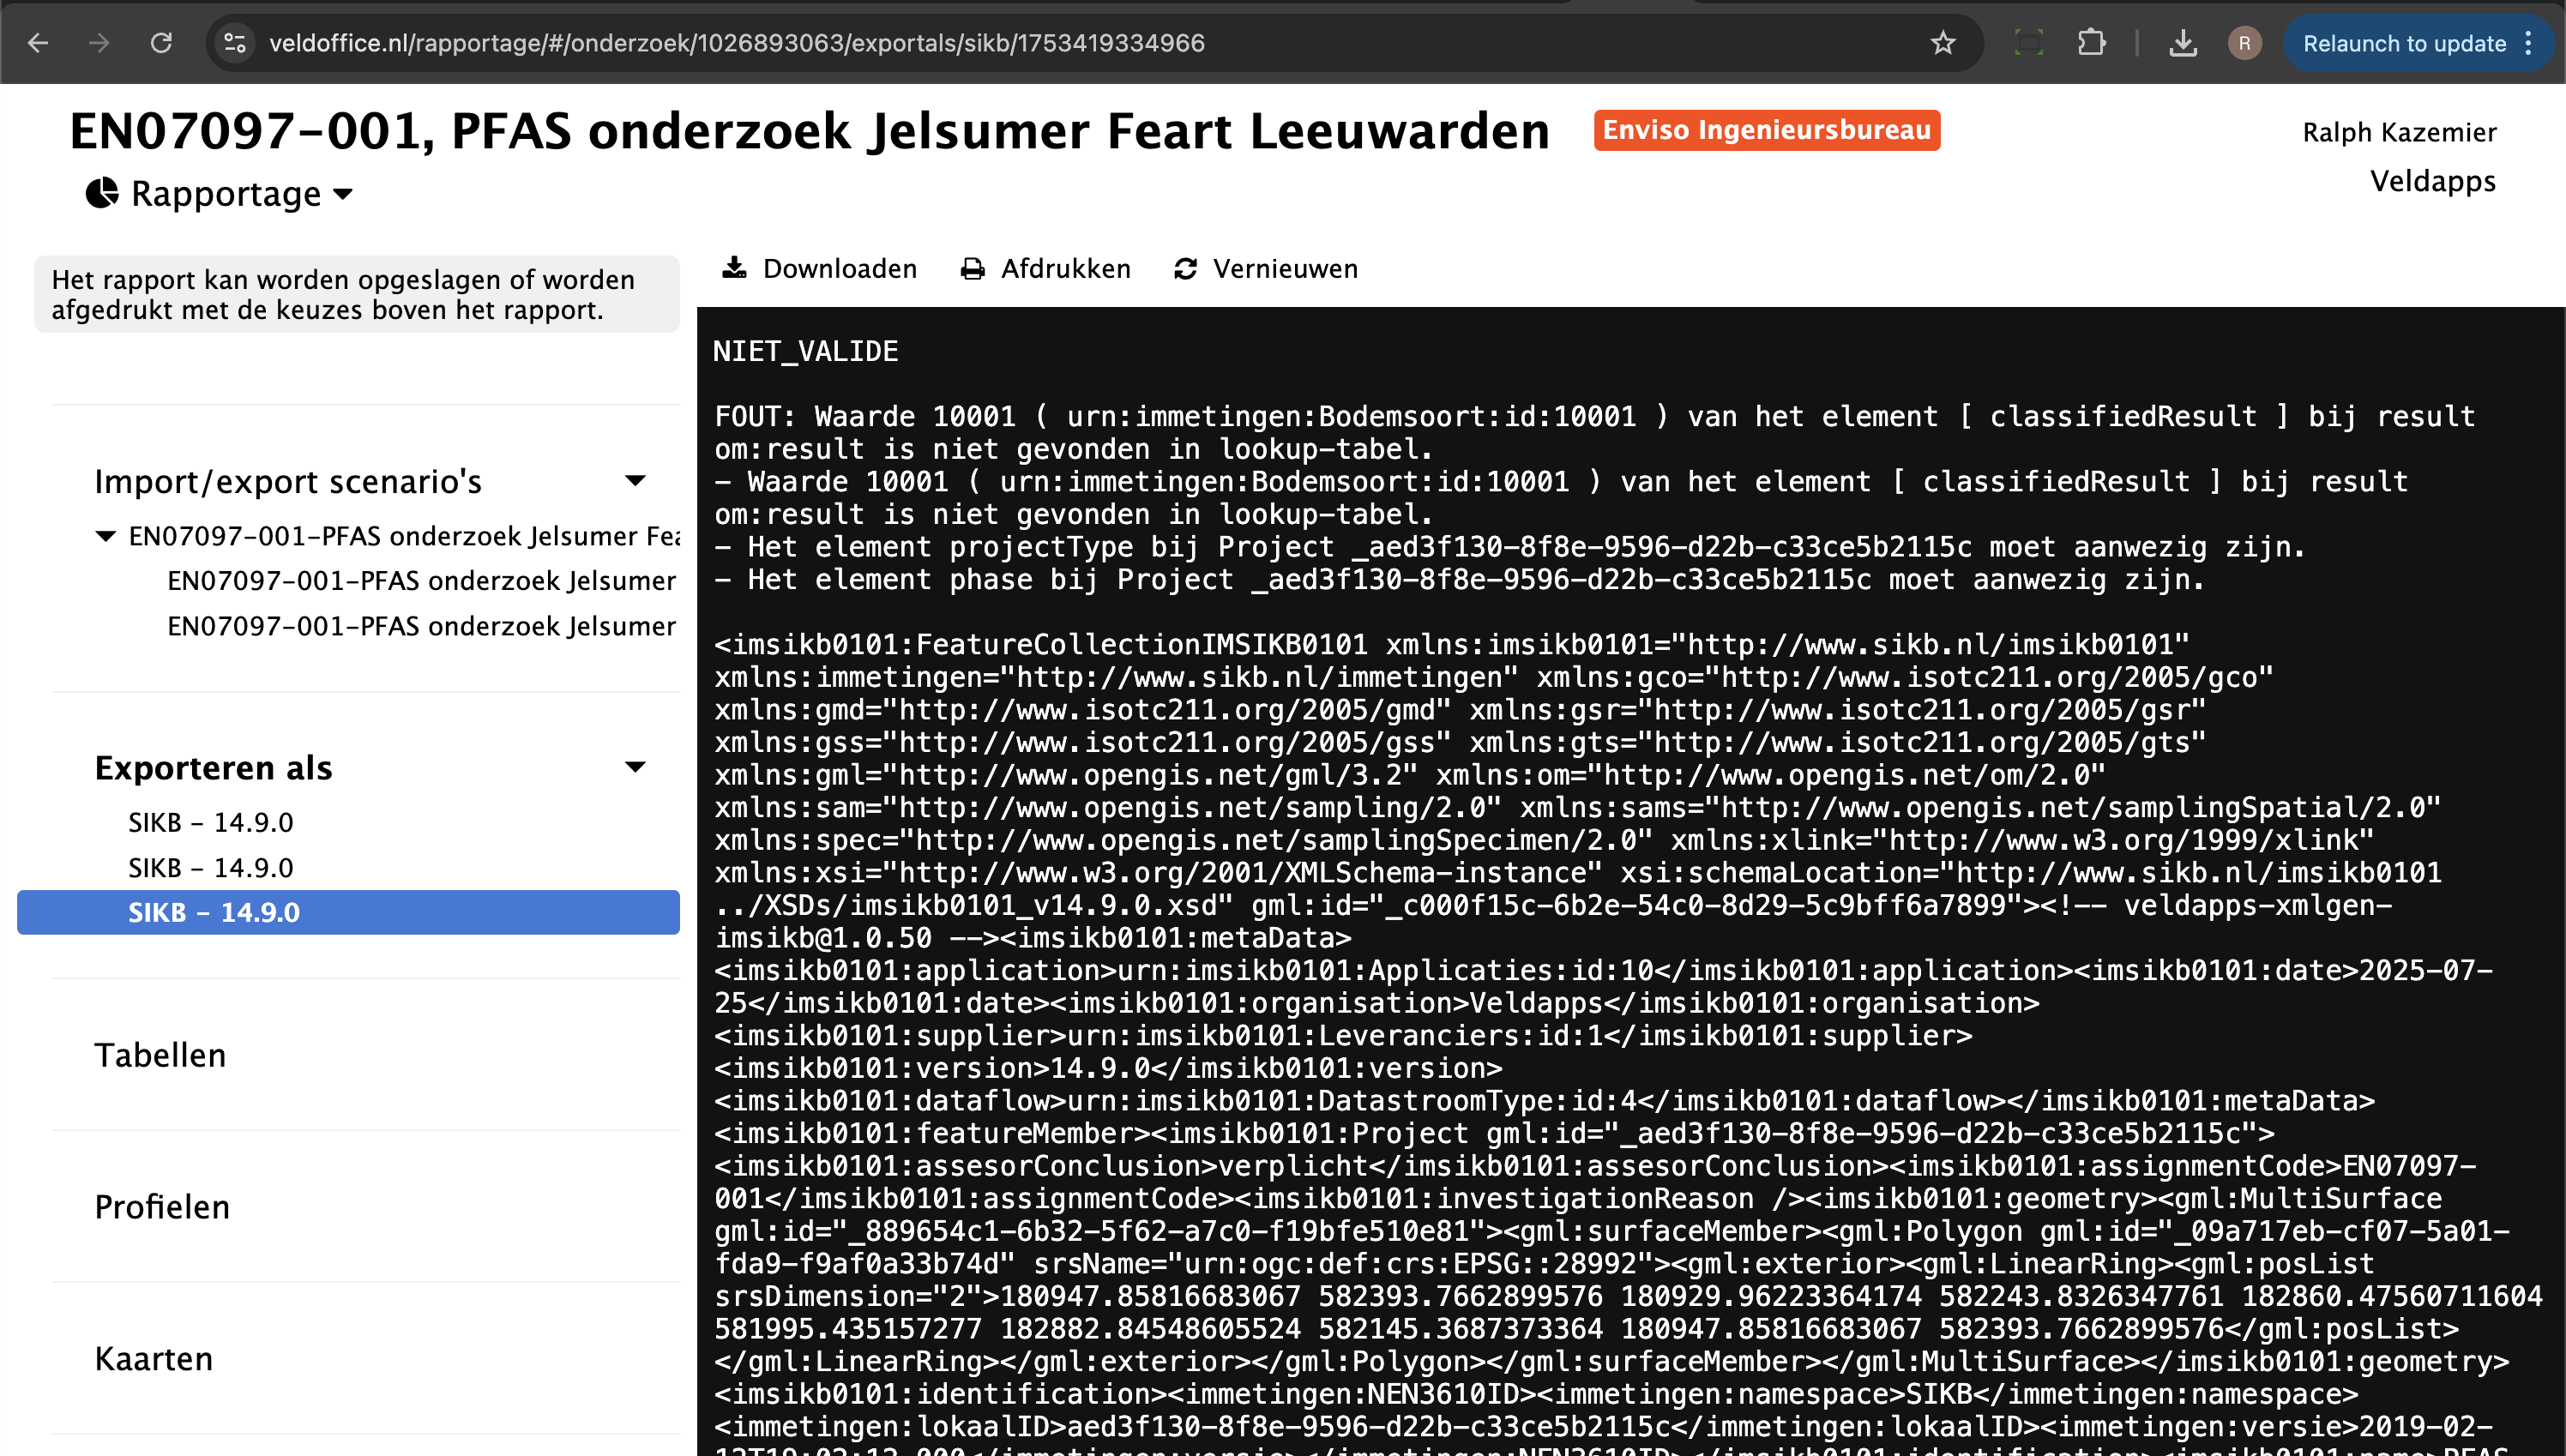 veldoffice.nl/rapportage/#/onderzoek/1026893063/exportals/sikb/1753419334966
R
Relaunch to update
EN07097-001, PFAS onderzoek Jelsumer Feart Leeuwarden
Enviso Ingenieursbureau
Ralph Kazemier
Veldapps
Rapportage
Het rapport kan worden opgeslagen of worden
afgedrukt met de keuzes boven het rapport.
Import/export scenario's
EN07097-001-PFAS onderzoek Jelsumer Fea
EN07097-001-PFAS onderzoek Jelsumer
EN07097-001-PFAS onderzoek Jelsumer
Exporteren als
SIKB - 14.9.0
SIKB - 14.9.0
SIKB - 14.9.0
Tabellen
Profielen
Kaarten
Downloaden
Afdrukken
Vernieuwen
NIET_VALIDE
FOUT: Waarde 10001 ( urn:immetingen:Bodemsoort:id:10001 ) van het element [ classifiedResult ] bij result
om:result is niet gevonden in lookup-tabel.
- Waarde 10001 ( urn:immetingen:Bodemsoort:id:10001 ) van het element [ classifiedResult ] bij result
om:result is niet gevonden in lookup-tabel.
- Het element projectType bij Project _aed3f130-8f8e-9596-d22b-c33ce5b2115c moet aanwezig zijn.
- Het element phase bij Project _aed3f130-8f8e-9596-d22b-c33ce5b2115c moet aanwezig zijn.
<imsikb0101:FeatureCollectionIMSIKB0101 xmlns:imsikb0101="http://www.sikb.nl/imsikb0101"
xmlns:immetingen="http://www.sikb.nl/immetingen" xmlns:gco="http://www.isotc211.org/2005/gco"
xmlns:gmd="http://www.isotc211.org/2005/gmd" xmlns:gsr="http://www.isotc211.org/2005/gsr"
xmlns:gss="http://www.isotc211.org/2005/gss" xmlns:gts="http://www.isotc211.org/2005/gts"
xmlns:gml="http://www.opengis.net/gml/3.2" xmlns:om="http://www.opengis.net/om/2.0"
xmlns:sam="http://www.opengis.net/sampling/2.0" xmlns:sams="http://www.opengis.net/samplingSpatial/2.0"
xmlns:spec="http://www.opengis.net/samplingSpecimen/2.0" xmlns:xlink="http://www.w3.org/1999/xlink"
xmlns:xsi="http://www.w3.org/2001/XMLSchema-instance" xsi:schemaLocation="http://www.sikb.nl/imsikb0101
../XSDs/imsikb0101_v14.9.0.xsd" gml:id="_c000f15c-6b2e-54c0-8d29-5c9bff6a7899"><!-- veldapps-xmlgen-
imsikb@1.0.50 --><imsikb0101:metaData>
<imsikb0101:application>urn:imsikb0101:Applicaties:id:10</imsikb0101:application><imsikb0101:date>2025-07-
25</imsikb0101:date><imsikb0101:organisation>Veldapps</imsikb0101:organisation>
<imsikb0101:supplier>urn:imsikb0101:Leveranciers:id:1</imsikb0101:supplier>
<imsikb0101:version>14.9.0</imsikb0101:version>
<imsikb0101:dataflow>urn:imsikb0101:DatastroomType:id:4</imsikb0101:dataflow></imsikb0101:metaData>
<imsikb0101:featureMember><imsikb0101:Project gml:id="_aed3f130-8f8e-9596-d22b-c33ce5b2115c">
<imsikb0101:assesorConclusion>verplicht</imsikb0101:assesorConclusion><imsikb0101:assignmentCode>EN07097-
001</imsikb0101:assignmentCode><imsikb0101:investigationReason /><imsikb0101:geometry><gml:MultiSurface
gml:id="_889654c1-6b32-5f62-a7c0-f19bfe510e81"><gml:surfaceMember><gml:Polygon gml:id="_09a717eb-cf07-5a01-
fda9-f9af0a33b74d" srsName="urn:ogc:def:crs:EPSG::28992"><gml:exterior><gml:LinearRing><gml:posList
srsDimension="2">180947.85816683067 582393.7662899576 180929.96223364174 582243.8326347761 182860.47560711604
581995.435157277 182882.84548605524 582145.3687373364 180947.85816683067 582393.7662899576</gml:posList>
</gml:LinearRing></gml:exterior></gml:Polygon></gml:surfaceMember></gml:MultiSurface></imsikb0101:geometry>
<imsikb0101:identification><immetingen:NEN3610ID><immetingen:namespace>SIKB</immetingen:namespace>
<immetingen:lokaalID>aed3f130-8f8e-9596-d22b-c33ce5b2115c</immetingen:lokaalID><immetingen:versie>2019-02-